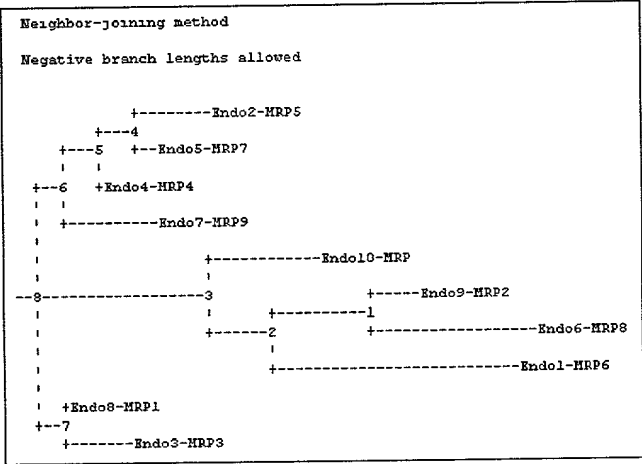 Neighbor-joining method
Negative branch lengths allowed
+--------Endo2-MRP5
+---4
+---5 +--Endo5-MRP7
! !
+--6 +Endo4-MRP4
! !
! +----------Endo7-MRP9
!
! +------------Endo10-MRP
! !
--8------------------3 +-----Endo9-MRP2
! ! +----------1
! +------2 +------------------Endo6-MRP8
! !
! +---------------------------Endo1-MRP6
!
! +Endo8-MRP1
+--7
+-------Endo3-MRP3